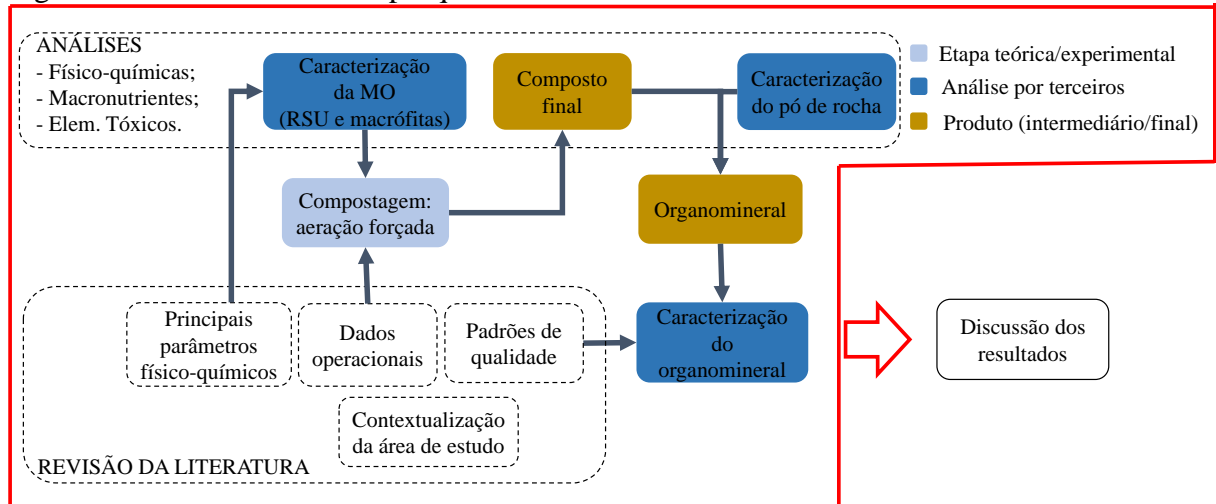 ANÁLISES
- Físico-químicas;
- Macronutrientes;
- Elem. Tóxicos.
Caracterização
da MO
(RSU e macrófitas)
Composto
final
Caracterização
do pó de rocha
Etapa teórica/experimental
Análise por terceiros
Produto (intermediário/final)
Compostagem:
aeração forçada
Organomineral
Principais
parâmetros
físico-químicos
Dados
operacionais
Padrões de
qualidade
Caracterização
do
organomineral
Discussão dos
resultados
Contextualização
da área de estudo
REVISÃO DA LITERATURA